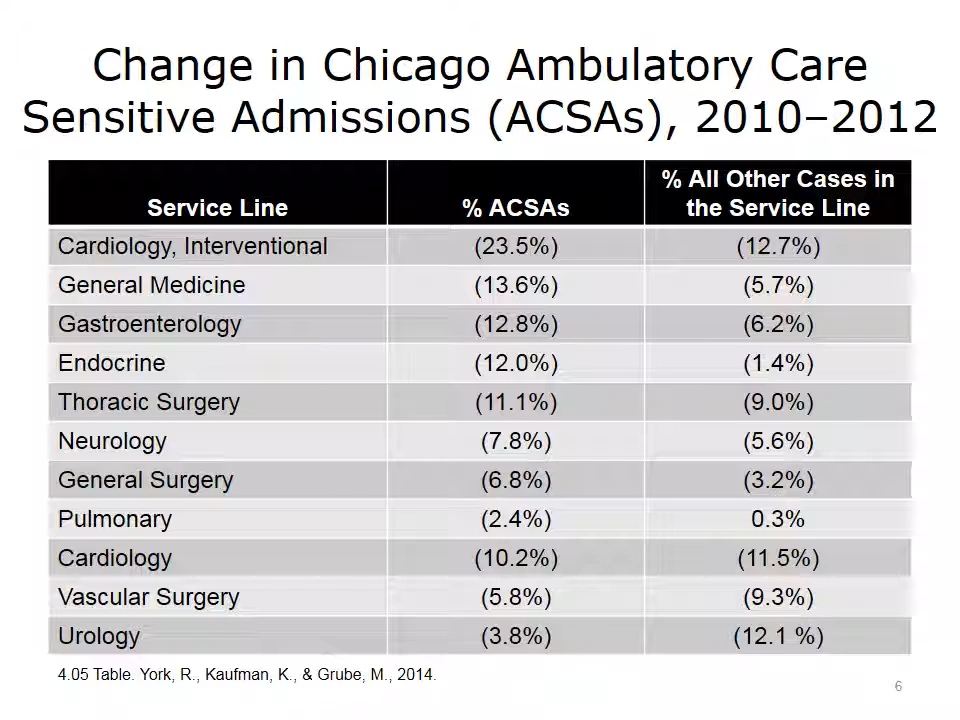 Change in Chicago Ambulatory Care
Sensitive Admissions (ACSAs), 2010–2012
Service Line % ACSAs % All Other Cases in the Service Line
Cardiology, Interventional (23.5%) (12.7%)
General Medicine (13.6%) (5.7%)
Gastroenterology (12.8%) (6.2%)
Endocrine (12.0%) (1.4%)
Thoracic Surgery (11.1%) (9.0%)
Neurology (7.8%) (5.6%)
General Surgery (6.8%) (3.2%)
Pulmonary (2.4%) 0.3%
Cardiology (10.2%) (11.5%)
Vascular Surgery (5.8%) (9.3%)
Urology (3.8%) (12.1 %)
4.05 Table. York, R., Kaufman, K., & Grube, M., 2014.
6